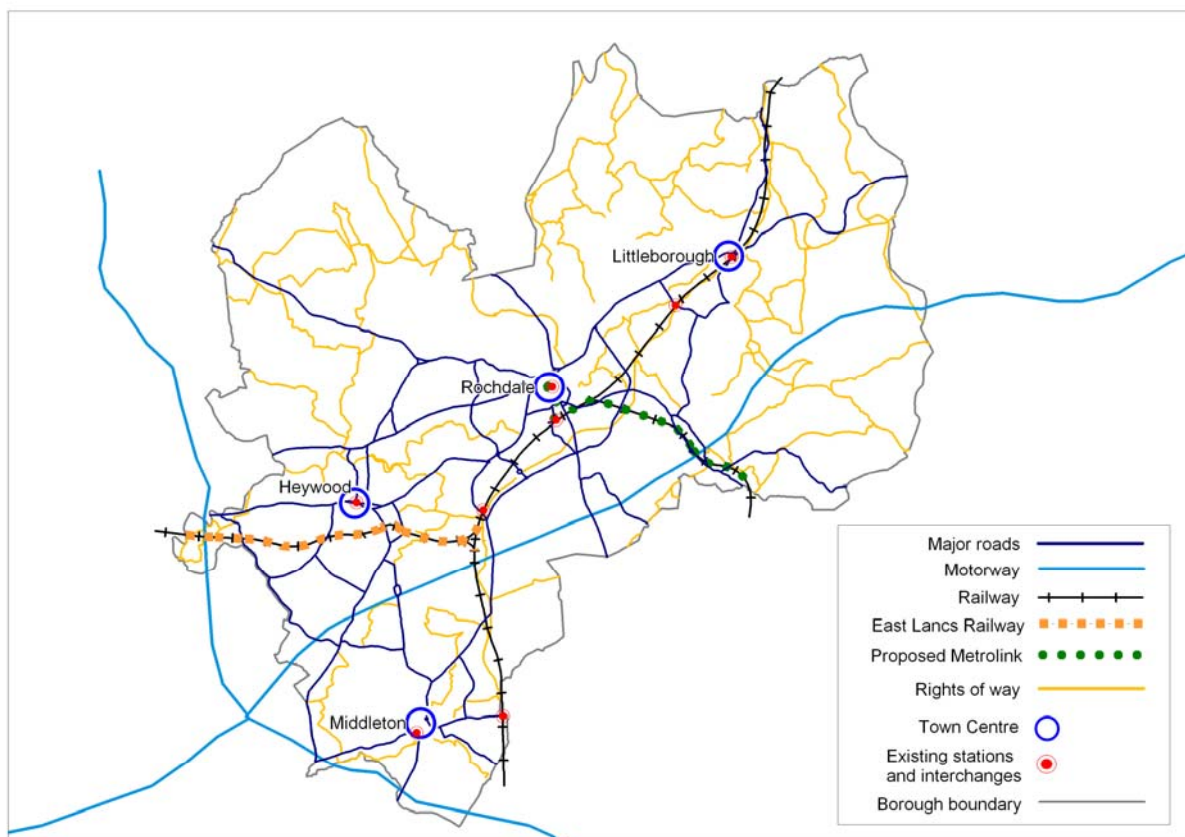 Littleborough
Rochdale
Heywood
Middleton
Major roads
Motorway
Railway
East Lancs Railway
Proposed Metrolink
Rights of way
Town Centre
Existing stations
and interchanges
Borough boundary